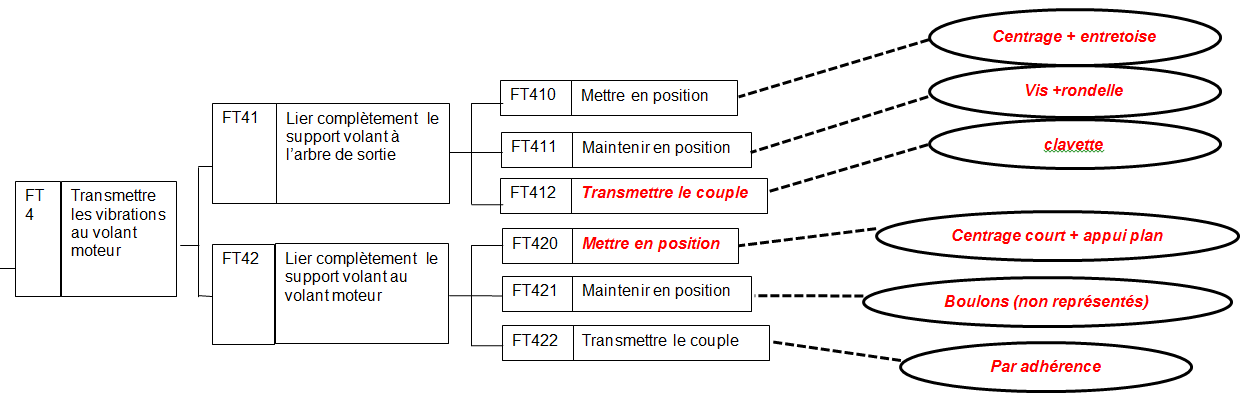 FT
4
Transmettre
les vibrations
au volant
moteur
FT41
Lier complètement le
support volant à
l'arbre de sortie
FT410
Mettre en position
Centrage + entretoise
FT411
Maintenir en position
Vis +rondelle
FT412
Transmettre le couple
clavette
FT42
Lier complètement le
support volant au
volant moteur
FT420
Mettre en position
Centrage court + appui plan
FT421
Maintenir en position
Boulons (non représentés)
FT422
Transmettre le couple
Par adhérence